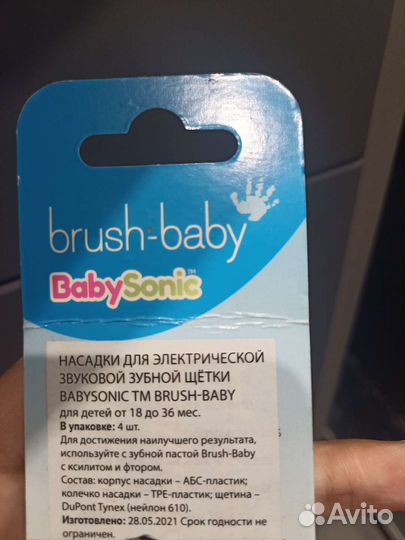 brush-baby
BabySonic™
НАСАДКИ ДЛЯ ЭЛЕКТРИЧЕСКОЙ
ЗВУКОВОЙ ЗУБНОЙ ЩЁТКИ
BABYSONIC TM BRUSH-BABY
для детей от 18 до 36 мес.
В упаковке: 4 шт.
Для достижения наилучшего результата,
используйте с зубной пастой Brush-Baby
с ксилитом и фтором.
Состав: корпус насадки – АБС-пластик;
колечко насадки – TPE-пластик; щетина –
DuPont Tynex (нейлон 610).
Изготовлено: 28.05.2021 Срок годности не
ограничен.
Avito